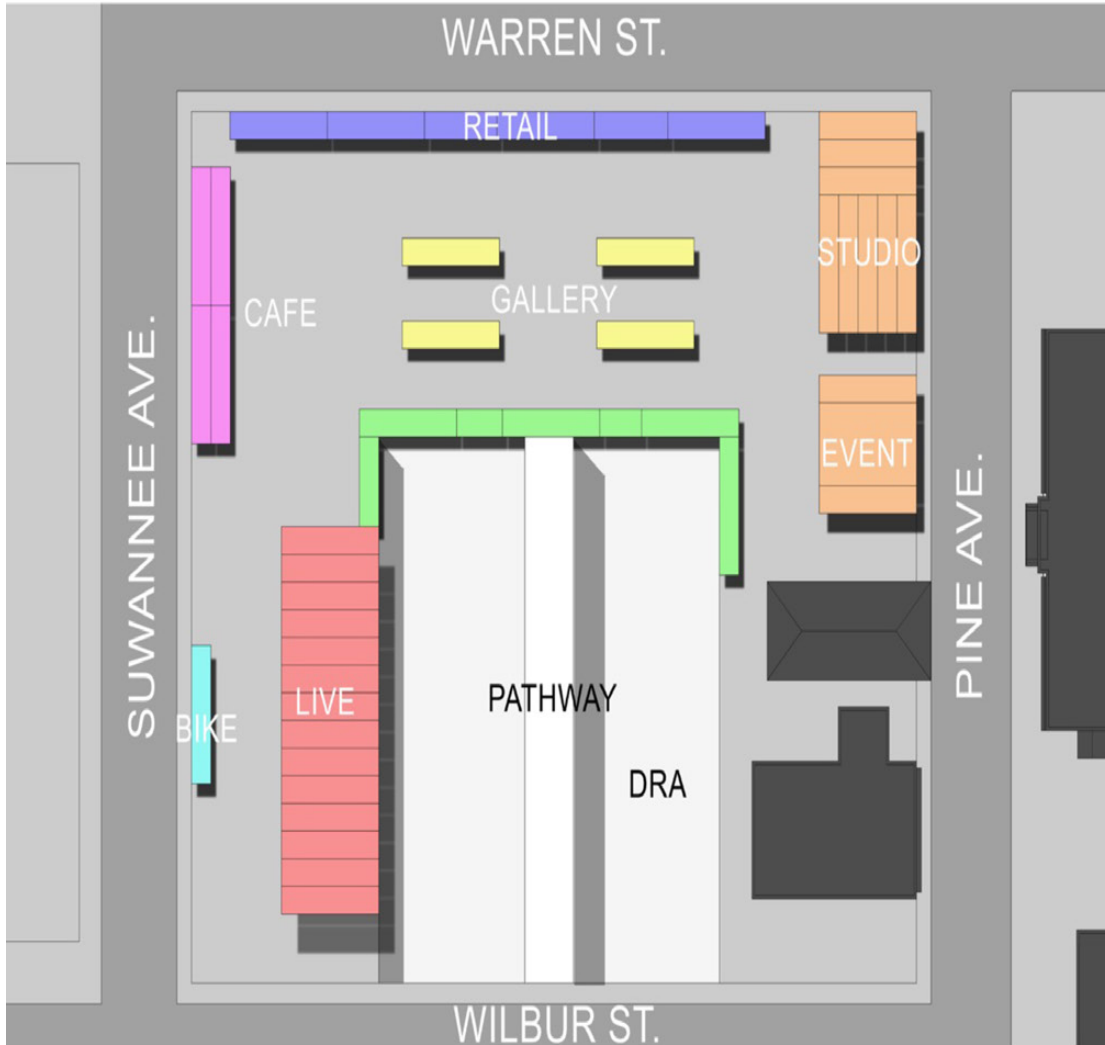 WARREN ST.
RETAIL
STUDIO
GALLERY
CAFE
SUWANNEE AVE.
EVENT
PINE AVE.
LIVE
PATHWAY
BIKE
DRA
WILBUR ST.